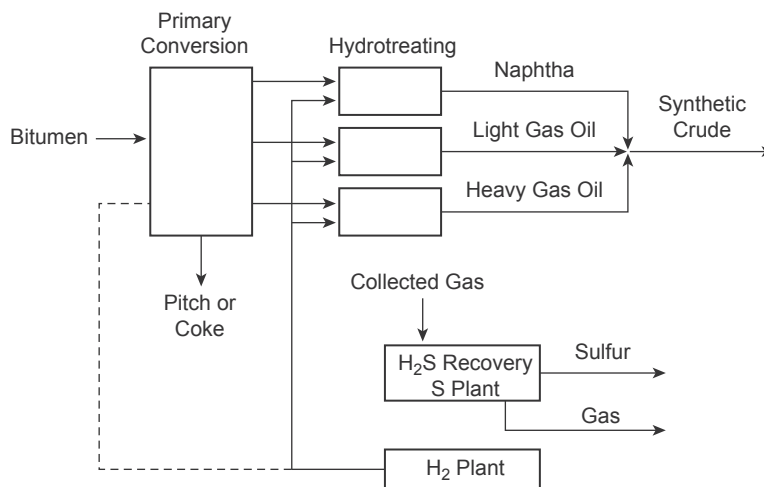 Primary
Conversion
Hydrotreating
Naphtha
Bitumen
Light Gas Oil
Synthetic
Crude
Heavy Gas Oil
Pitch or
Coke
Collected Gas
H₂S Recovery
S Plant
Sulfur
Gas
H₂ Plant